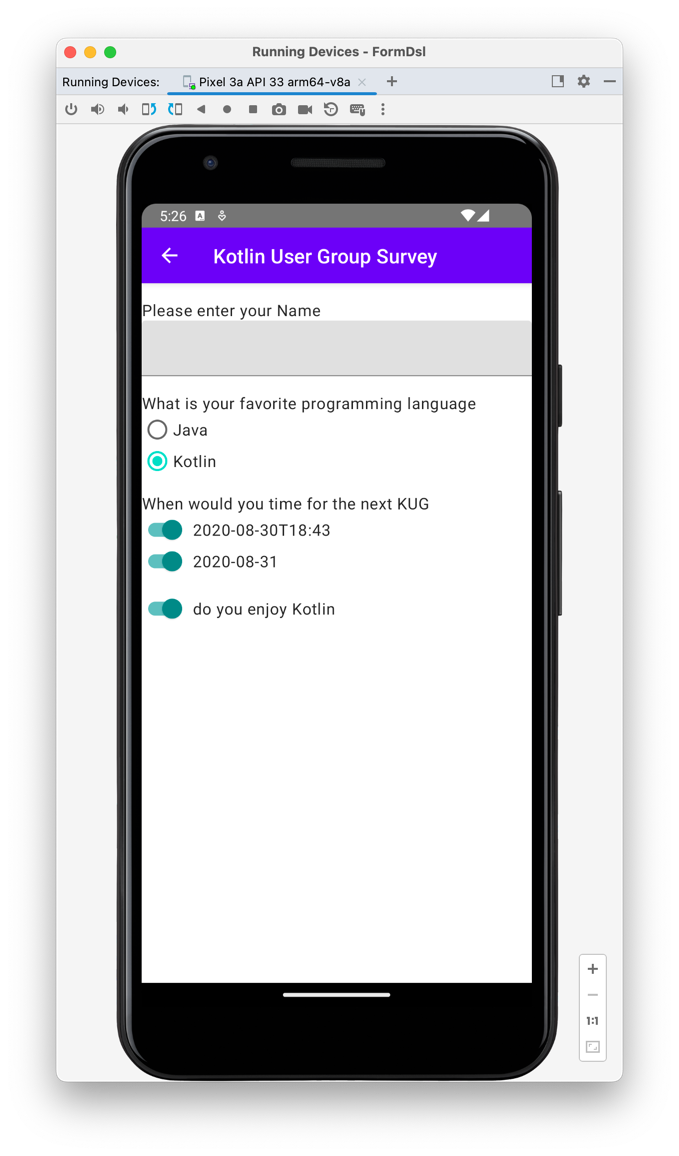 Running Devices - FormDsl
Running Devices: Pixel 3a API 33 arm64-v8a
5:26 A
Kotlin User Group Survey
Please enter your Name
What is your favorite programming language
Java
Kotlin
When would you time for the next KUG
2020-08-30T18:43
2020-08-31
do you enjoy Kotlin
1:1